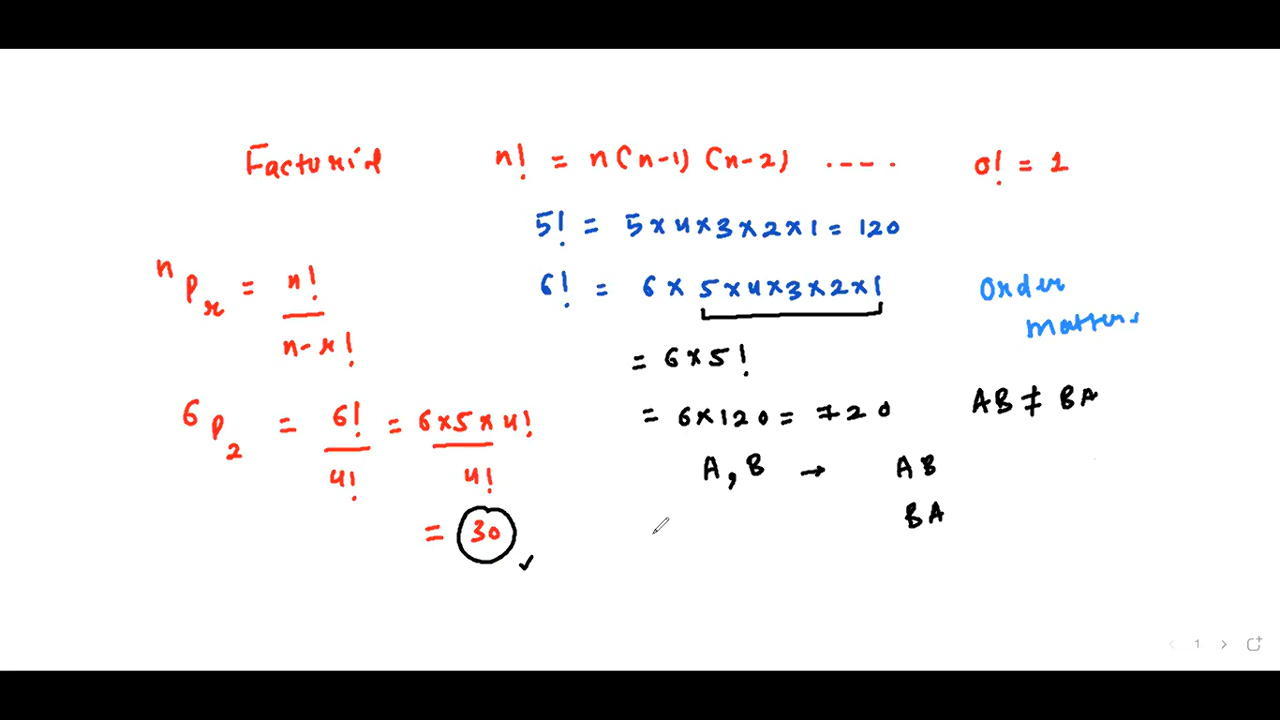 Factorial n! = n(n-1) (n-2) ----. 0! = 1
5! = 5×4×3×2×1 = 120
6! = 6 × 5×4×3×2×1
nPr = n! / n-r!
Order
matters
= 6×5!
6P2 = 6! / 4! = 6×5×4! / 4!
= 6×120 = 720
AB ≠ BA
A, B → AB
BA
= 30 ✓
1